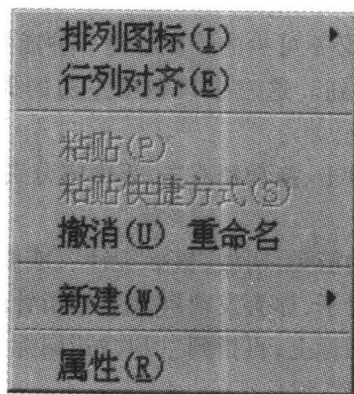 排列图标(I)
行列对齐(E)
粘贴(P)
粘贴快捷方式(S)
撤消(U) 重命名
新建(W)
属性(R)